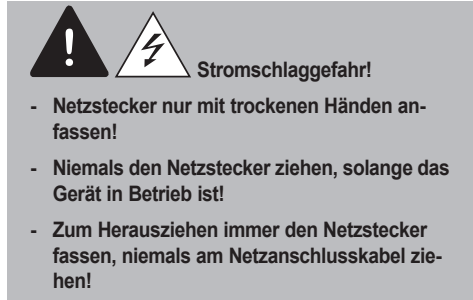 Stromschlaggefahr!
- Netzstecker nur mit trockenen Händen an-
fassen!
- Niemals den Netzstecker ziehen, solange das
Gerät in Betrieb ist!
- Zum Herausziehen immer den Netzstecker
fassen, niemals am Netzanschlusskabel zie-
hen!